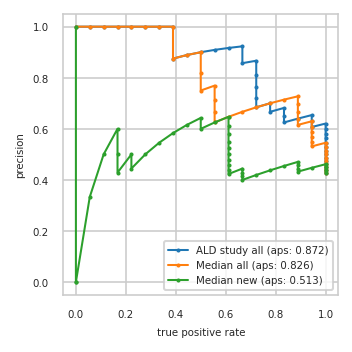 1.0
0.8
0.6
0.4
0.2
0.0
precision
ALD study all (aps: 0.872)
Median all (aps: 0.826)
Median new (aps: 0.513)
0.0 0.2 0.4 0.6 0.8 1.0
true positive rate